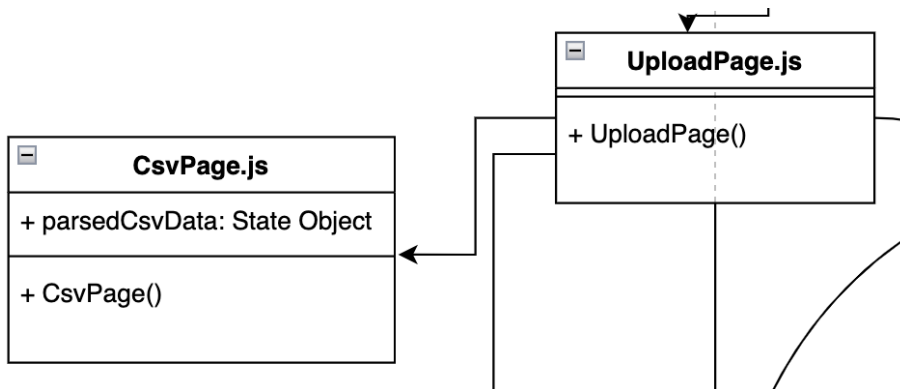 UploadPage.js
+ UploadPage()
CsvPage.js
+ parsedCsvData: State Object
+ CsvPage()